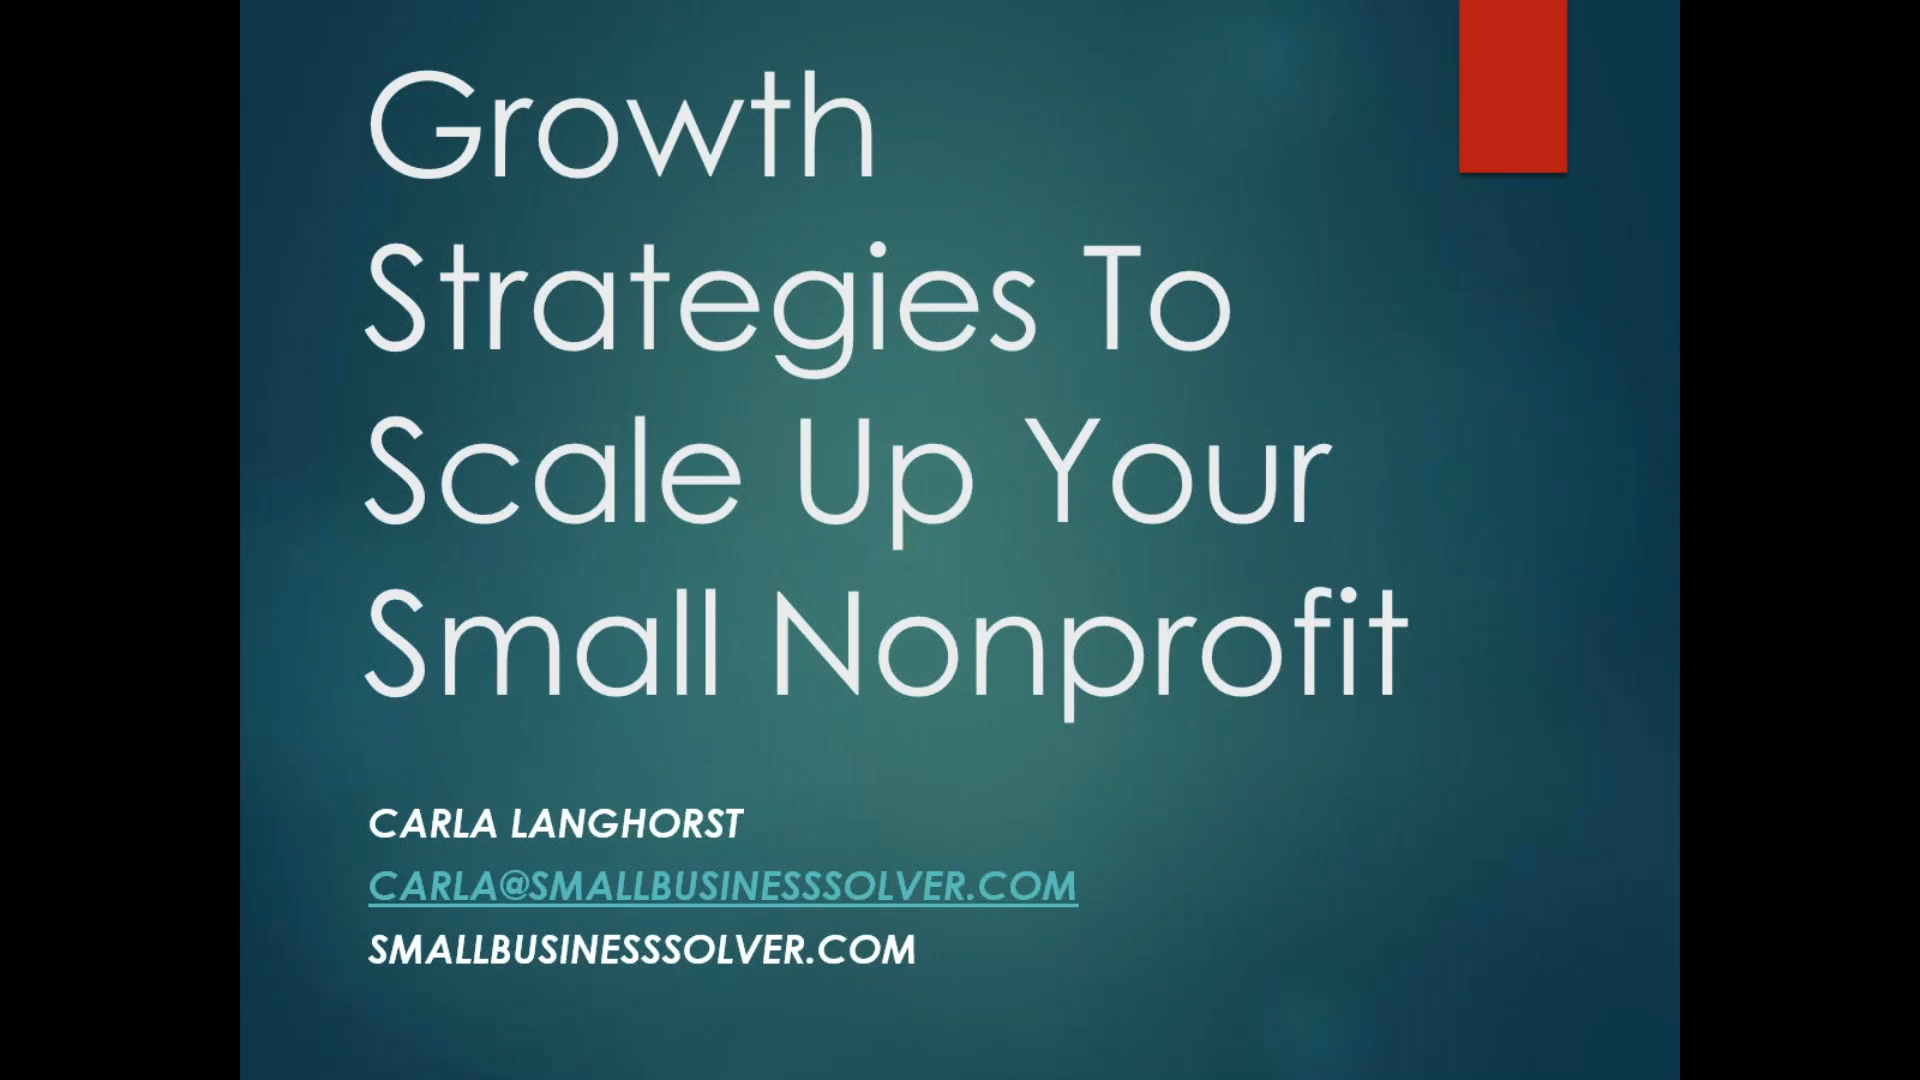 Growth
Strategies To
Scale Up Your
Small Nonprofit
CARLA LANGHORST
CARLA@SMALLBUSINESSSOLVER.COM
SMALLBUSINESSSOLVER.COM